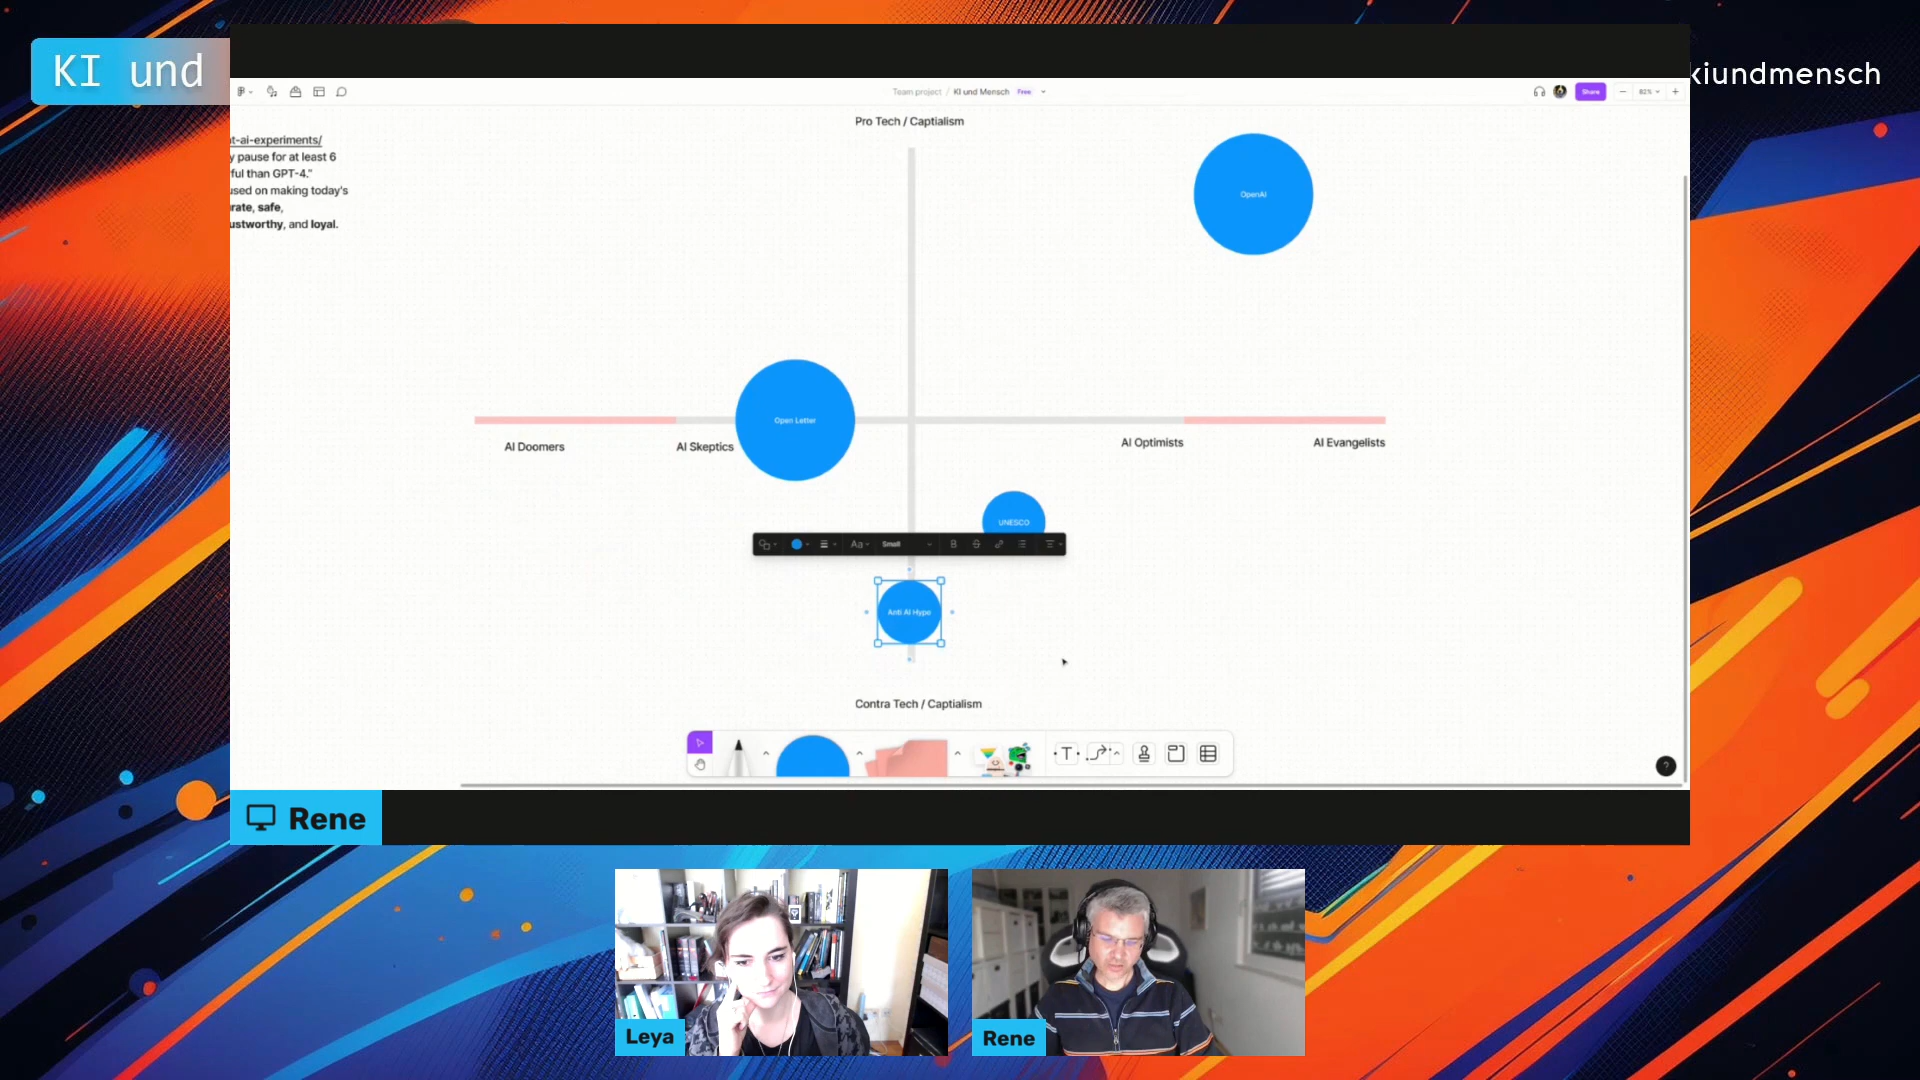 KI und
kiundmensch
Team project / KI und Mensch Free
Share
82%
t-ai-experiments/
y pause for at least 6
ful than GPT-4."
used on making today's
rate, safe,
ustworthy, and loyal.
Pro Tech / Captialism
OpenAI
Open Letter
AI Doomers
AI Skeptics
AI Optimists
AI Evangelists
UNESCO
Aa
Small
B
S
Anti AI Hype
Contra Tech / Captialism
T
?
Rene
Leya
Rene